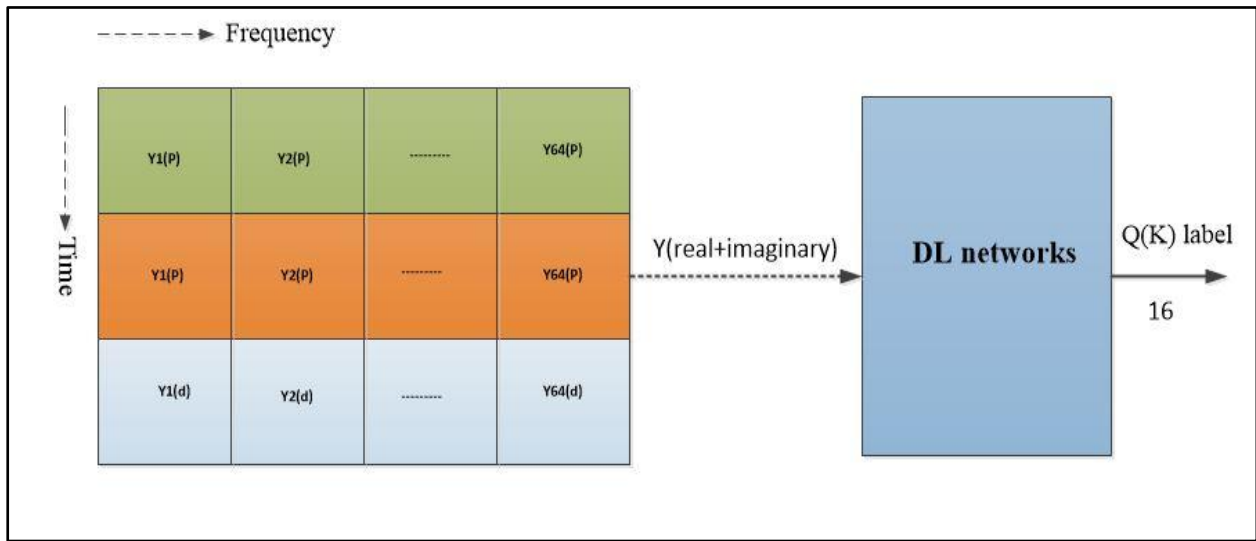 Frequency
Time
Y1(P) Y2(P) --------- Y64(P)
Y1(P) Y2(P) --------- Y64(P)
Y1(d) Y2(d) --------- Y64(d)
Y(real+imaginary)
DL networks
Q(K) label
16